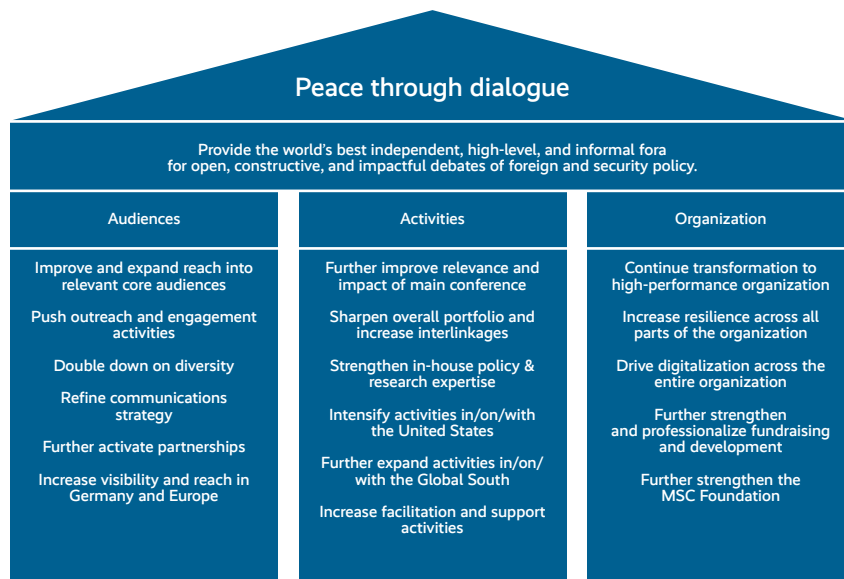 Peace through dialogue
Provide the world's best independent, high-level, and informal fora
for open, constructive, and impactful debates of foreign and security policy.
Audiences
Improve and expand reach into
relevant core audiences
Push outreach and engagement
activities
Double down on diversity
Refine communications
strategy
Further activate partnerships
Increase visibility and reach in
Germany and Europe
Activities
Further improve relevance and
impact of main conference
Sharpen overall portfolio and
increase interlinkages
Strengthen in-house policy &
research expertise
Intensify activities in/on/with
the United States
Further expand activities in/on/
with the Global South
Increase facilitation and support
activities
Organization
Continue transformation to
high-performance organization
Increase resilience across all
parts of the organization
Drive digitalization across the
entire organization
Further strengthen
and professionalize fundraising
and development
Further strengthen the
MSC Foundation